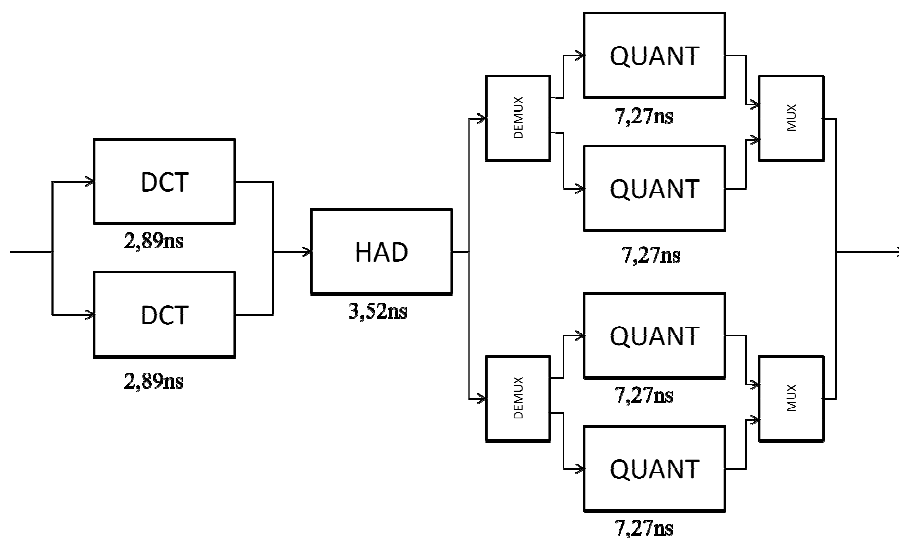 DCT
2,89ns
DCT
2,89ns
HAD
3,52ns
DEMUX
QUANT
7,27ns
QUANT
7,27ns
MUX
DEMUX
QUANT
7,27ns
QUANT
7,27ns
MUX